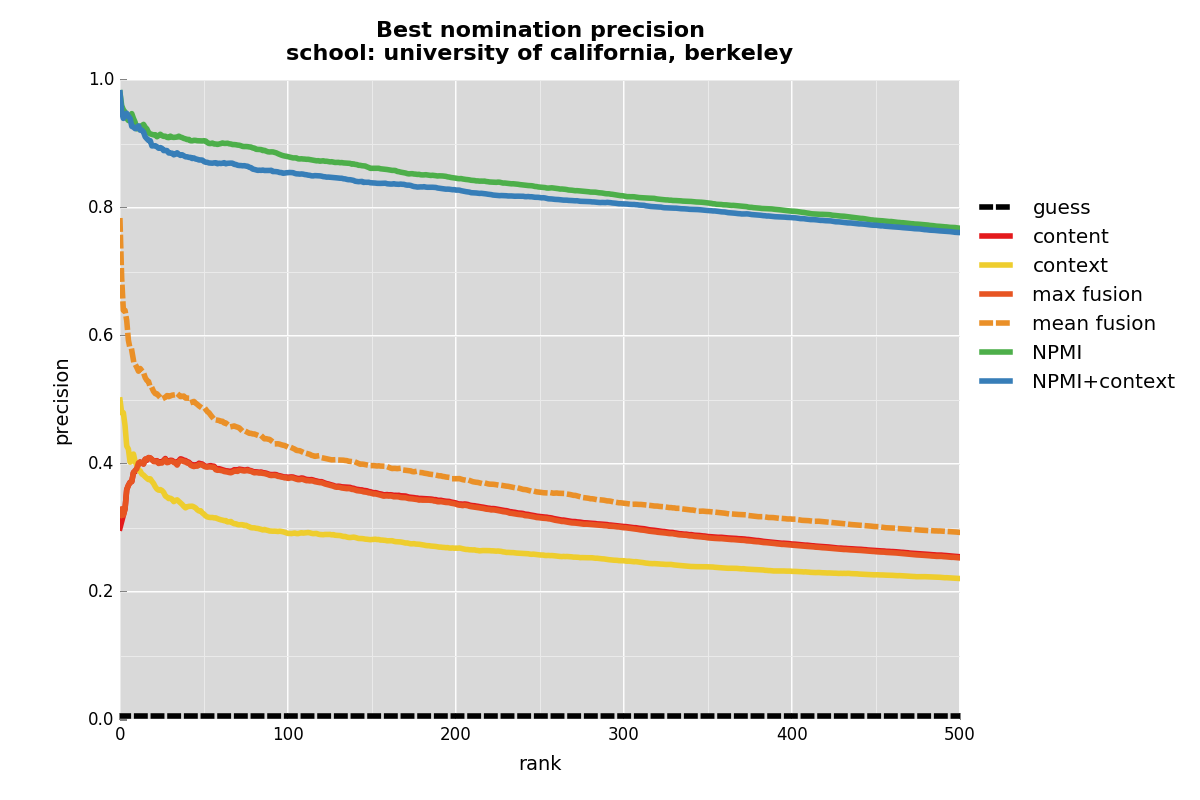 Best nomination precision
school: university of california, berkeley
precision
1.0
0.8
0.6
0.4
0.2
0.0
0
100
200
300
400
500
rank
guess
content
context
max fusion
mean fusion
NPMI
NPMI+context